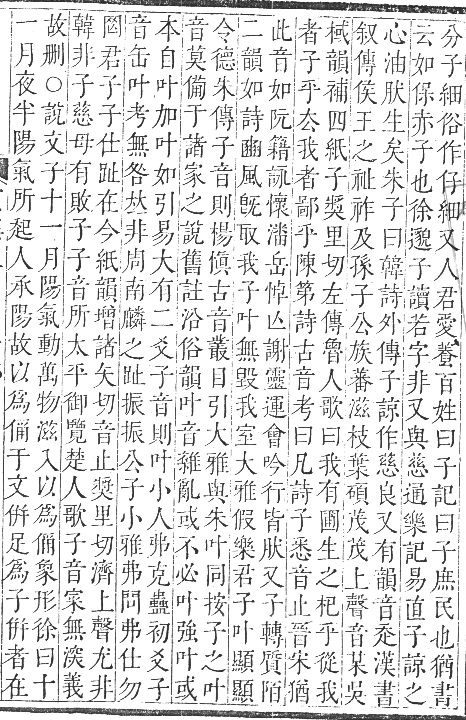 分子細俗作仔細又人君愛養百姓曰子記曰子庶民也猶書
云如保赤子也徐邈子讀若字非又與慈通樂記易直子諒之
心油肰生矣朱子曰韓詩外傳子諒作慈良又有韻音兖漢書
叙傳侯王之祉祚及孫子公族蕃滋枝葉碩茂茂上聲音某吳
棫韻補四紙子獎里切左傳魯人歌曰我有圃生之杞乎從我
者子乎去我者鄙乎陳第詩古音考曰凡詩子悉音止晉宋猶
此音如阮籍詠懷潘岳悼亾謝靈運會吟行皆肰又子轉質陌
二韻如詩豳風旣取我子叶無毀我室大雅假樂君子叶顯顯
令德朱傳子音則楊愼古音叢目引大雅與朱叶同按子之叶
音莫僃于諸家之說舊註沿俗韻叶音雜亂或不必叶強叶或
本自叶加叶如引易大有二爻子音則叶小人弗克蠱初爻子
音缶叶考無咎𠀤非周南麟之趾振振公子小雅弗問弗仕勿
罔君子子仕趾在今紙韻增諸矢切音止奬里切濟上聲尤非
韓非子慈母有敗子子音所太平御覽楚人歌子音宲無深義
故删○說文子十一月陽氣動萬物滋入以爲偁象形徐曰十
一月夜半陽氣所起人承陽故以爲偁于文倂足爲子倂者在